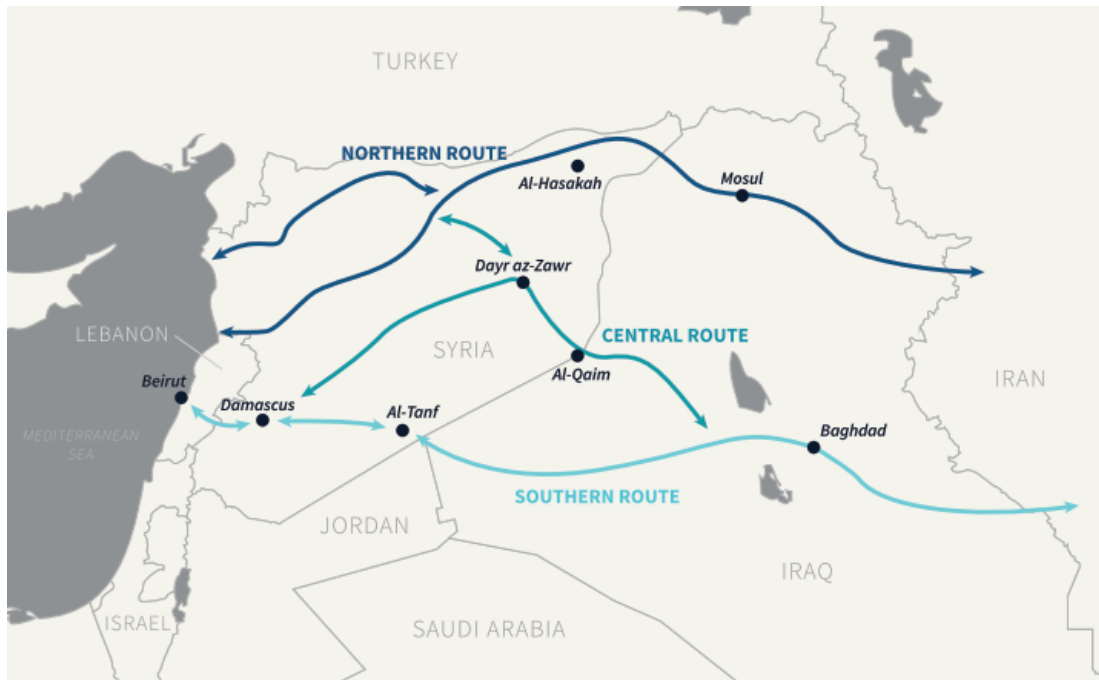 TURKEY
NORTHERN ROUTE
Al-Hasakah
Mosul
Dayr az-Zawr
LEBANON
SYRIA
CENTRAL ROUTE
Al-Qaim
IRAN
Beirut
Damascus
Al-Tanf
MEDITERRANEAN
SEA
Baghdad
SOUTHERN ROUTE
JORDAN
IRAQ
ISRAEL
SAUDI ARABIA